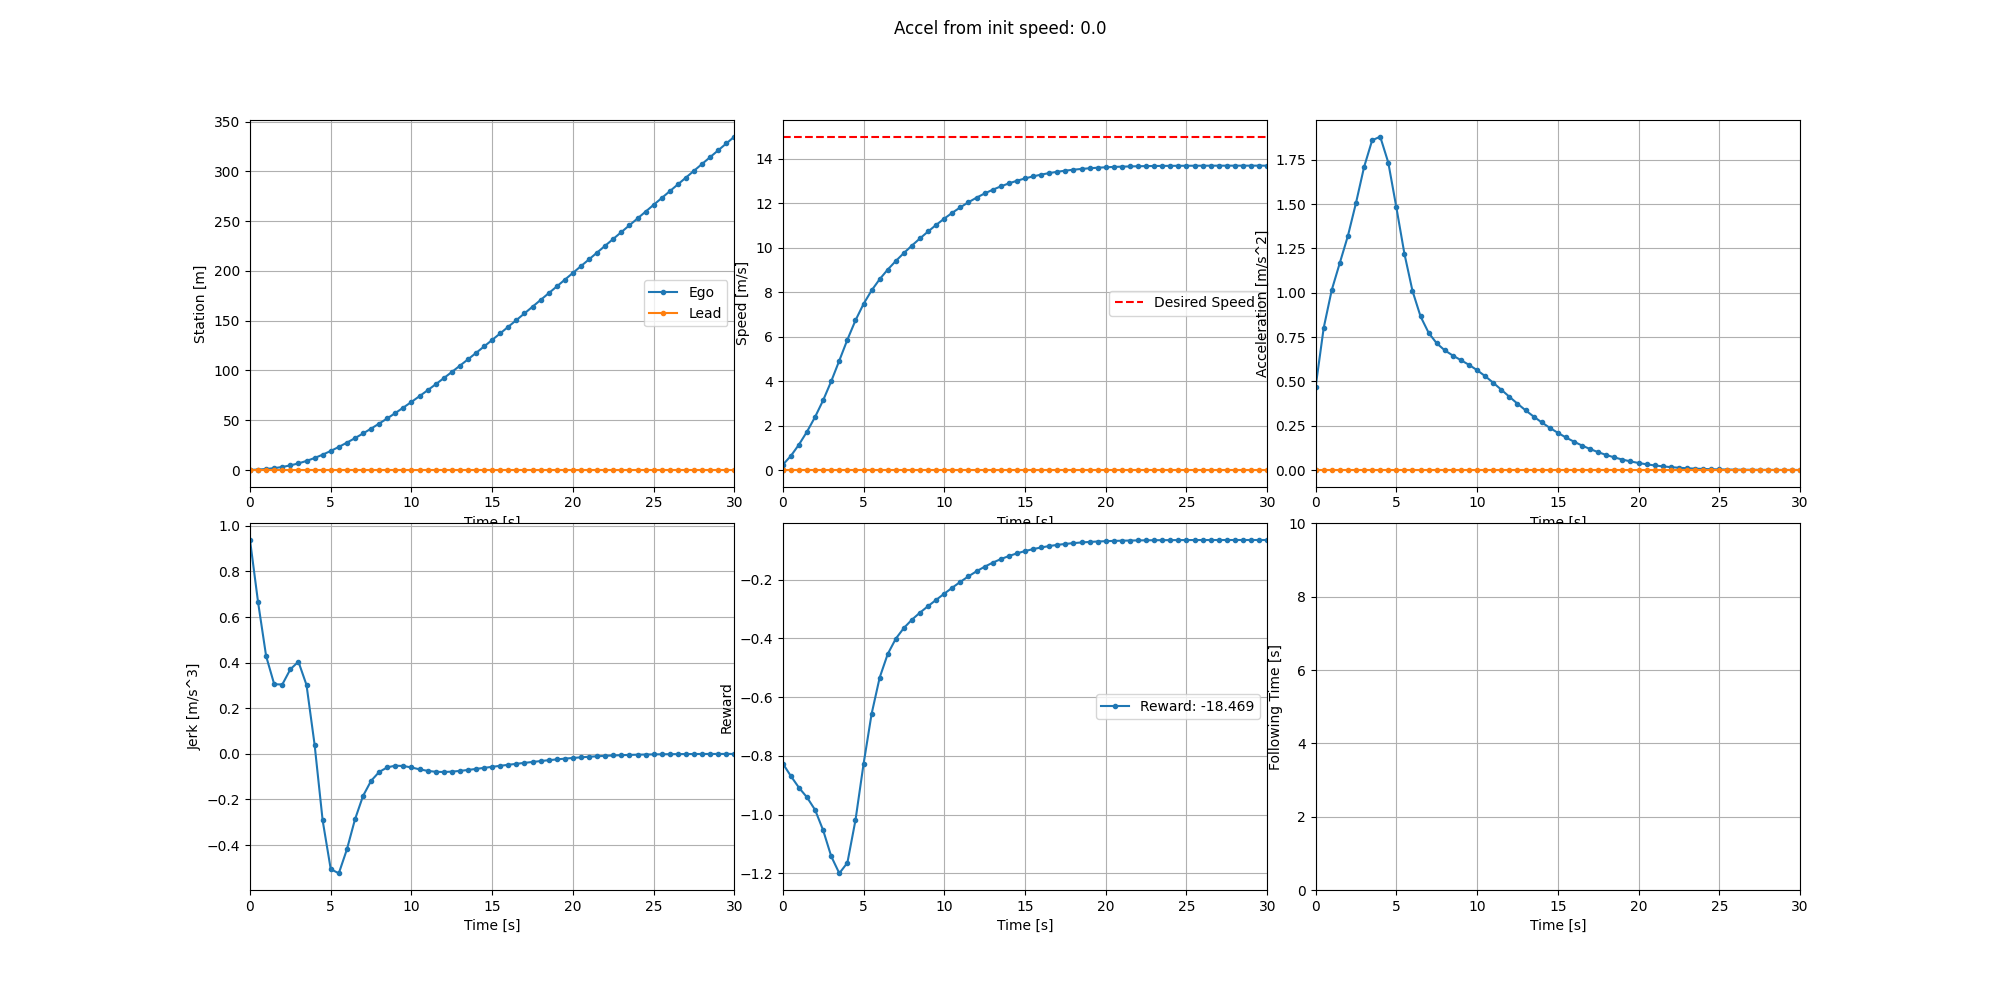 Accel from init speed: 0.0
350
300
250
200
150
100
50
0
Station [m]
Ego
Lead
0 5 10 15 20 25 30
Time [s]
14
12
10
8
6
4
2
0
Speed [m/s]
Desired Speed
0 5 10 15 20 25 30
Time [s]
1.75
1.50
1.25
1.00
0.75
0.50
0.25
0.00
Acceleration [m/s^2]
0 5 10 15 20 25 30
Time [s]
1.0
0.8
0.6
0.4
0.2
0.0
−0.2
−0.4
Jerk [m/s^3]
0 5 10 15 20 25 30
Time [s]
−0.2
−0.4
−0.6
−0.8
−1.0
−1.2
Reward
Reward: -18.469
0 5 10 15 20 25 30
Time [s]
10
8
6
4
2
0
Following Time [s]
0 5 10 15 20 25 30
Time [s]